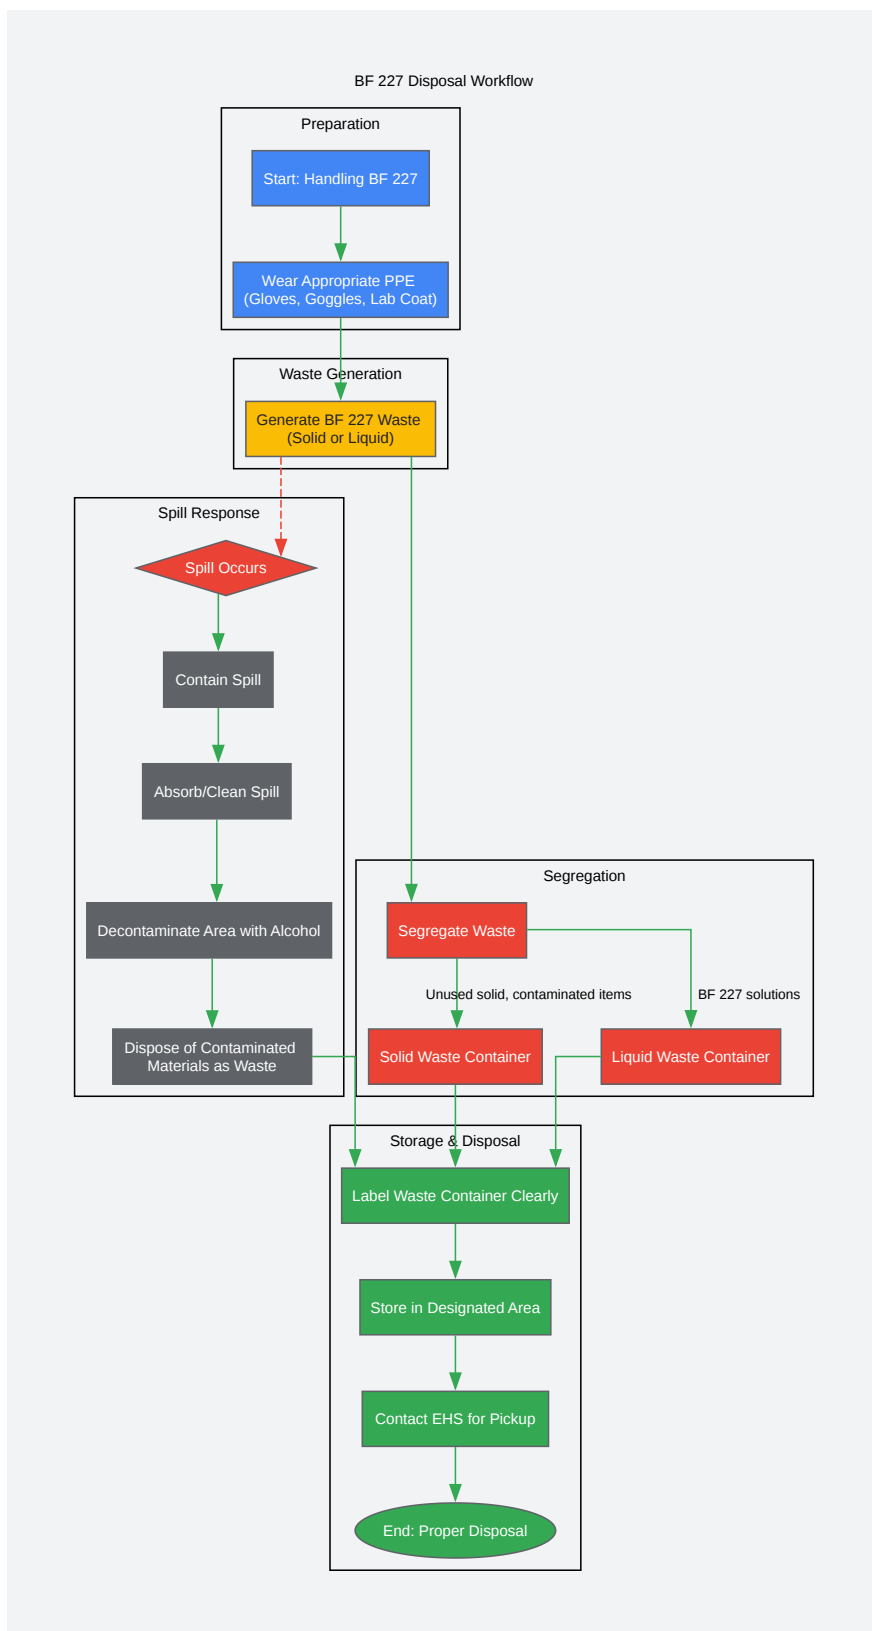 BF 227 Disposal Workflow
Preparation
Start: Handling BF 227
Wear Appropriate PPE
(Gloves, Goggles, Lab Coat)
Waste Generation
Generate BF 227 Waste
(Solid or Liquid)
Spill Response
Spill Occurs
Contain Spill
Absorb/Clean Spill
Decontaminate Area with Alcohol
Dispose of Contaminated
Materials as Waste
Segregation
Segregate Waste
Unused solid, contaminated items
BF 227 solutions
Solid Waste Container
Liquid Waste Container
Storage & Disposal
Label Waste Container Clearly
Store in Designated Area
Contact EHS for Pickup
End: Proper Disposal